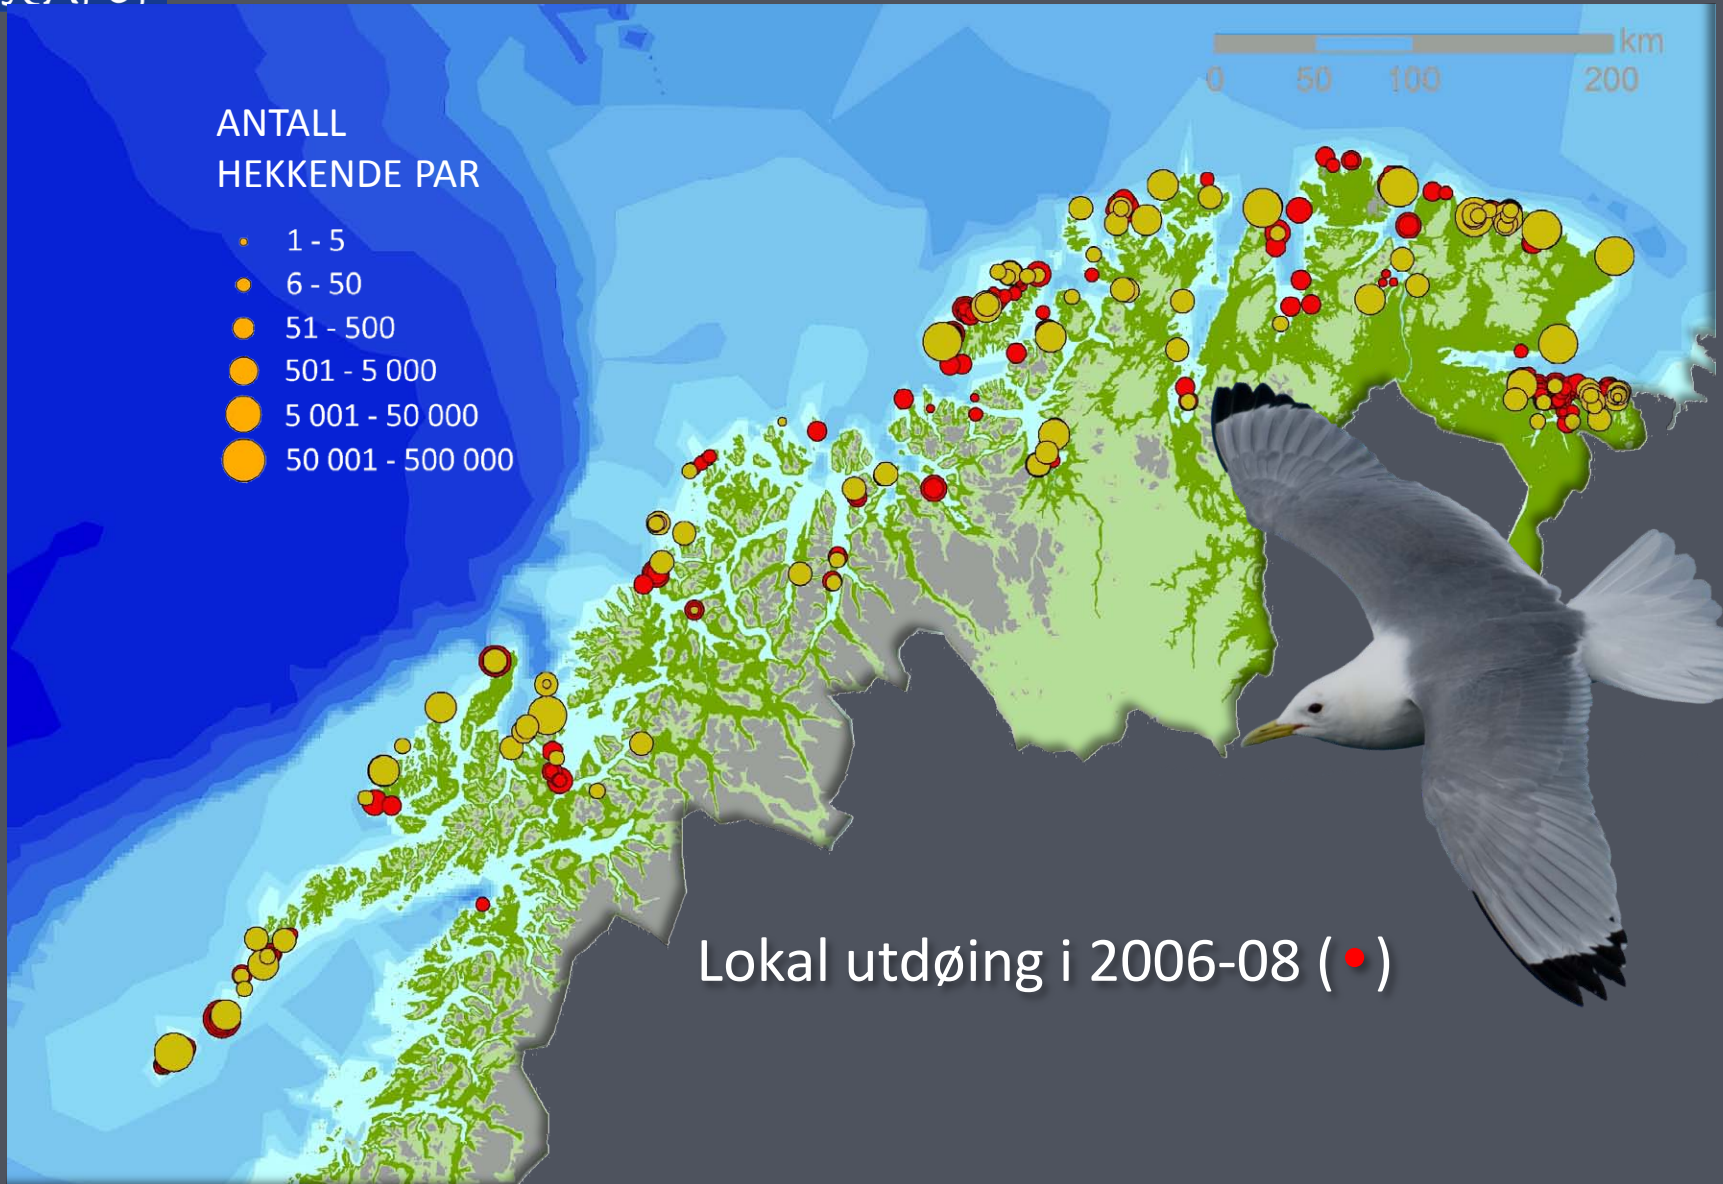 km
0 50 100 200
ANTALL
HEKKENDE PAR
1 - 5
6 - 50
51 - 500
501 - 5 000
5 001 - 50 000
50 001 - 500 000
Lokal utdøing i 2006-08 (•)